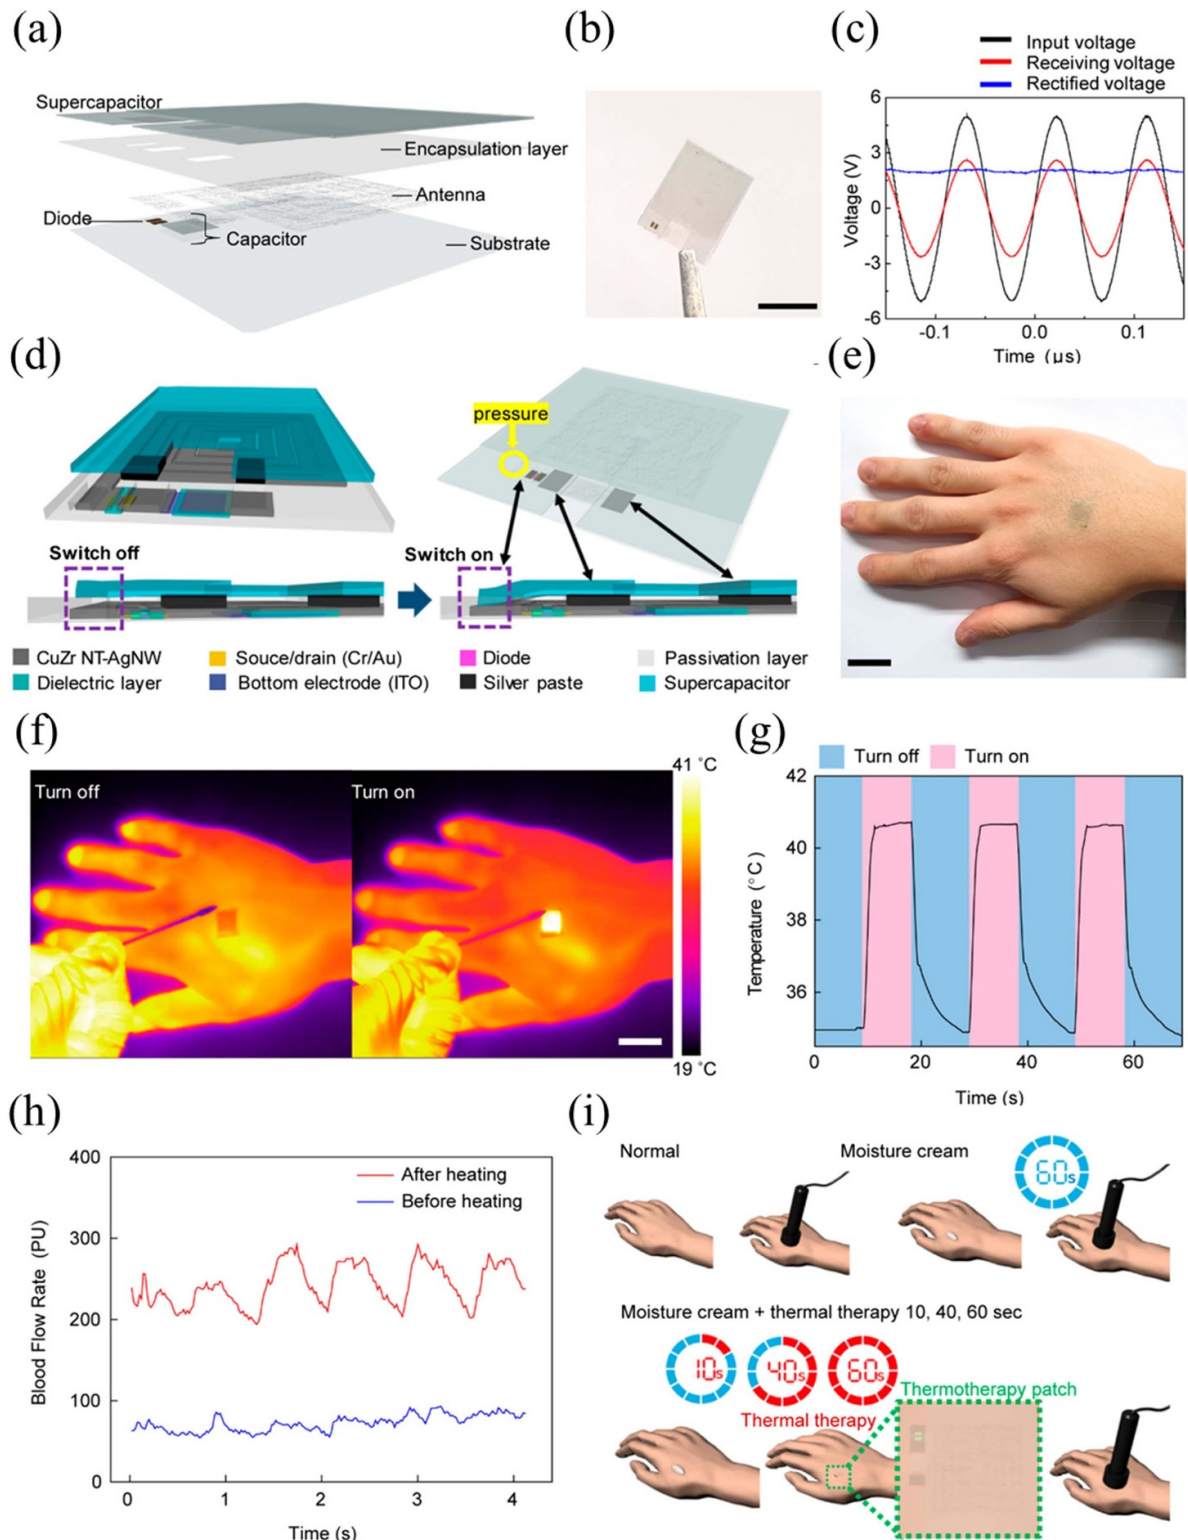 (a)
Supercapacitor
Encapsulation layer
Antenna
Diode
Capacitor
Substrate
(b)
(c)
Input voltage
Receiving voltage
Rectified voltage
6
3
0
-3
-6
Voltage (V)
-0.1
0.0
0.1
Time (µs)
(d)
pressure
Switch off
Switch on
CuZr NT-AgNW
Souce/drain (Cr/Au)
Diode
Passivation layer
Dielectric layer
Bottom electrode (ITO)
Silver paste
Supercapacitor
(e)
(f)
Turn off
Turn on
41 °C
19 °C
(g)
Turn off
Turn on
42
40
38
36
Temperature (°C)
0
20
40
60
Time (s)
(h)
400
300
200
100
0
Blood Flow Rate (PU)
After heating
Before heating
0
1
2
3
4
Time (s)
(i)
Normal
Moisture cream
60s
Moisture cream + thermal therapy 10, 40, 60 sec
10s
40s
60s
Thermotherapy patch
Thermal therapy